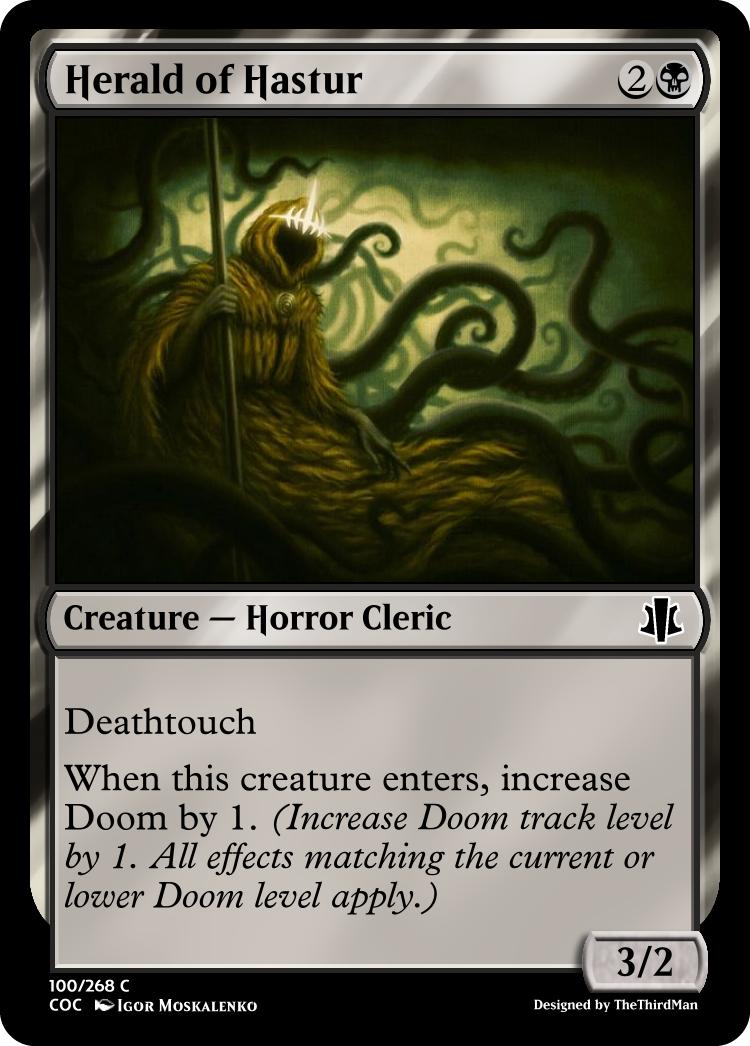 Herald of Hastur 2
Creature — Horror Cleric
Deathtouch
When this creature enters, increase
Doom by 1. (Increase Doom track level
by 1. All effects matching the current or
lower Doom level apply.)
3/2
100/268 C
COC Igor Moskalenko
Designed by TheThirdMan